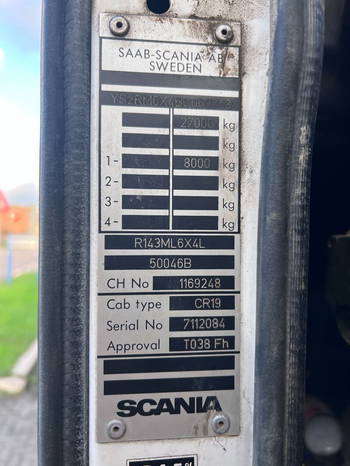 SAAB-SCANIA AB
SWEDEN
27000 kg
kg
1- 8000 kg
2- kg
3- kg
4- kg
R143ML6X4L
50046B
CH No 1169248
Cab type CR19
Serial No 7112084
Approval T038 Fh
SCANIA